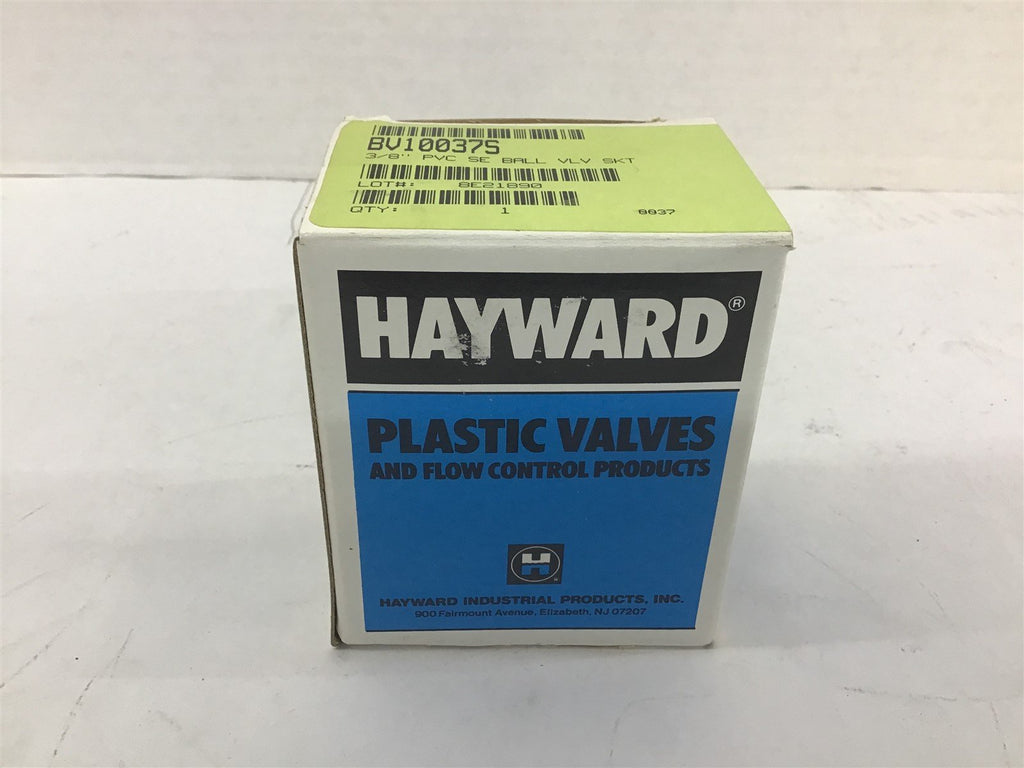 BV10037S
3/8" PVC SE BALL VLV SKT
LOT#: 8E21890
QTY: 1 0037
HAYWARD®
PLASTIC VALVES
AND FLOW CONTROL PRODUCTS
H
HAYWARD INDUSTRIAL PRODUCTS, INC.
900 Fairmount Avenue, Elizabeth, NJ 07207